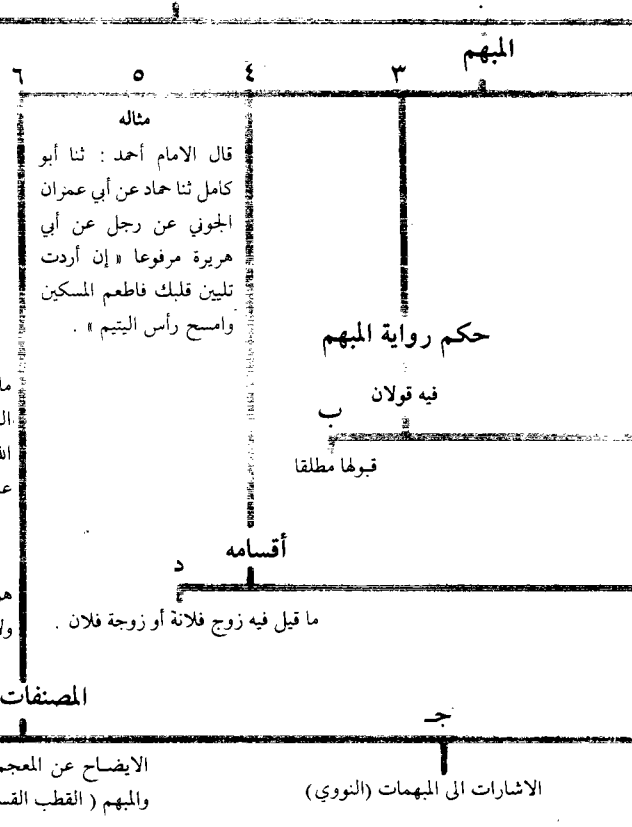 المبهم
٣
٤
٥
٦
مثاله
قال الامام أحمد : ثنا أبو
كامل ثنا حماد عن أبي عمران
الجوني عن رجل عن أبي
هريرة مرفوعا « إن أردت
تليين قلبك فاطعم المسكين
وامسح رأس اليتيم » .
حكم رواية المبهم
فيه قولان
ب
قبولها مطلقا
أقسامه
د
ما قيل فيه زوج فلانة أو زوجة فلان .
المصنفات
جـ
الاشارات الى المبهمات (النووي)
الايضاح عن المعجم
والمبهم ( القطب